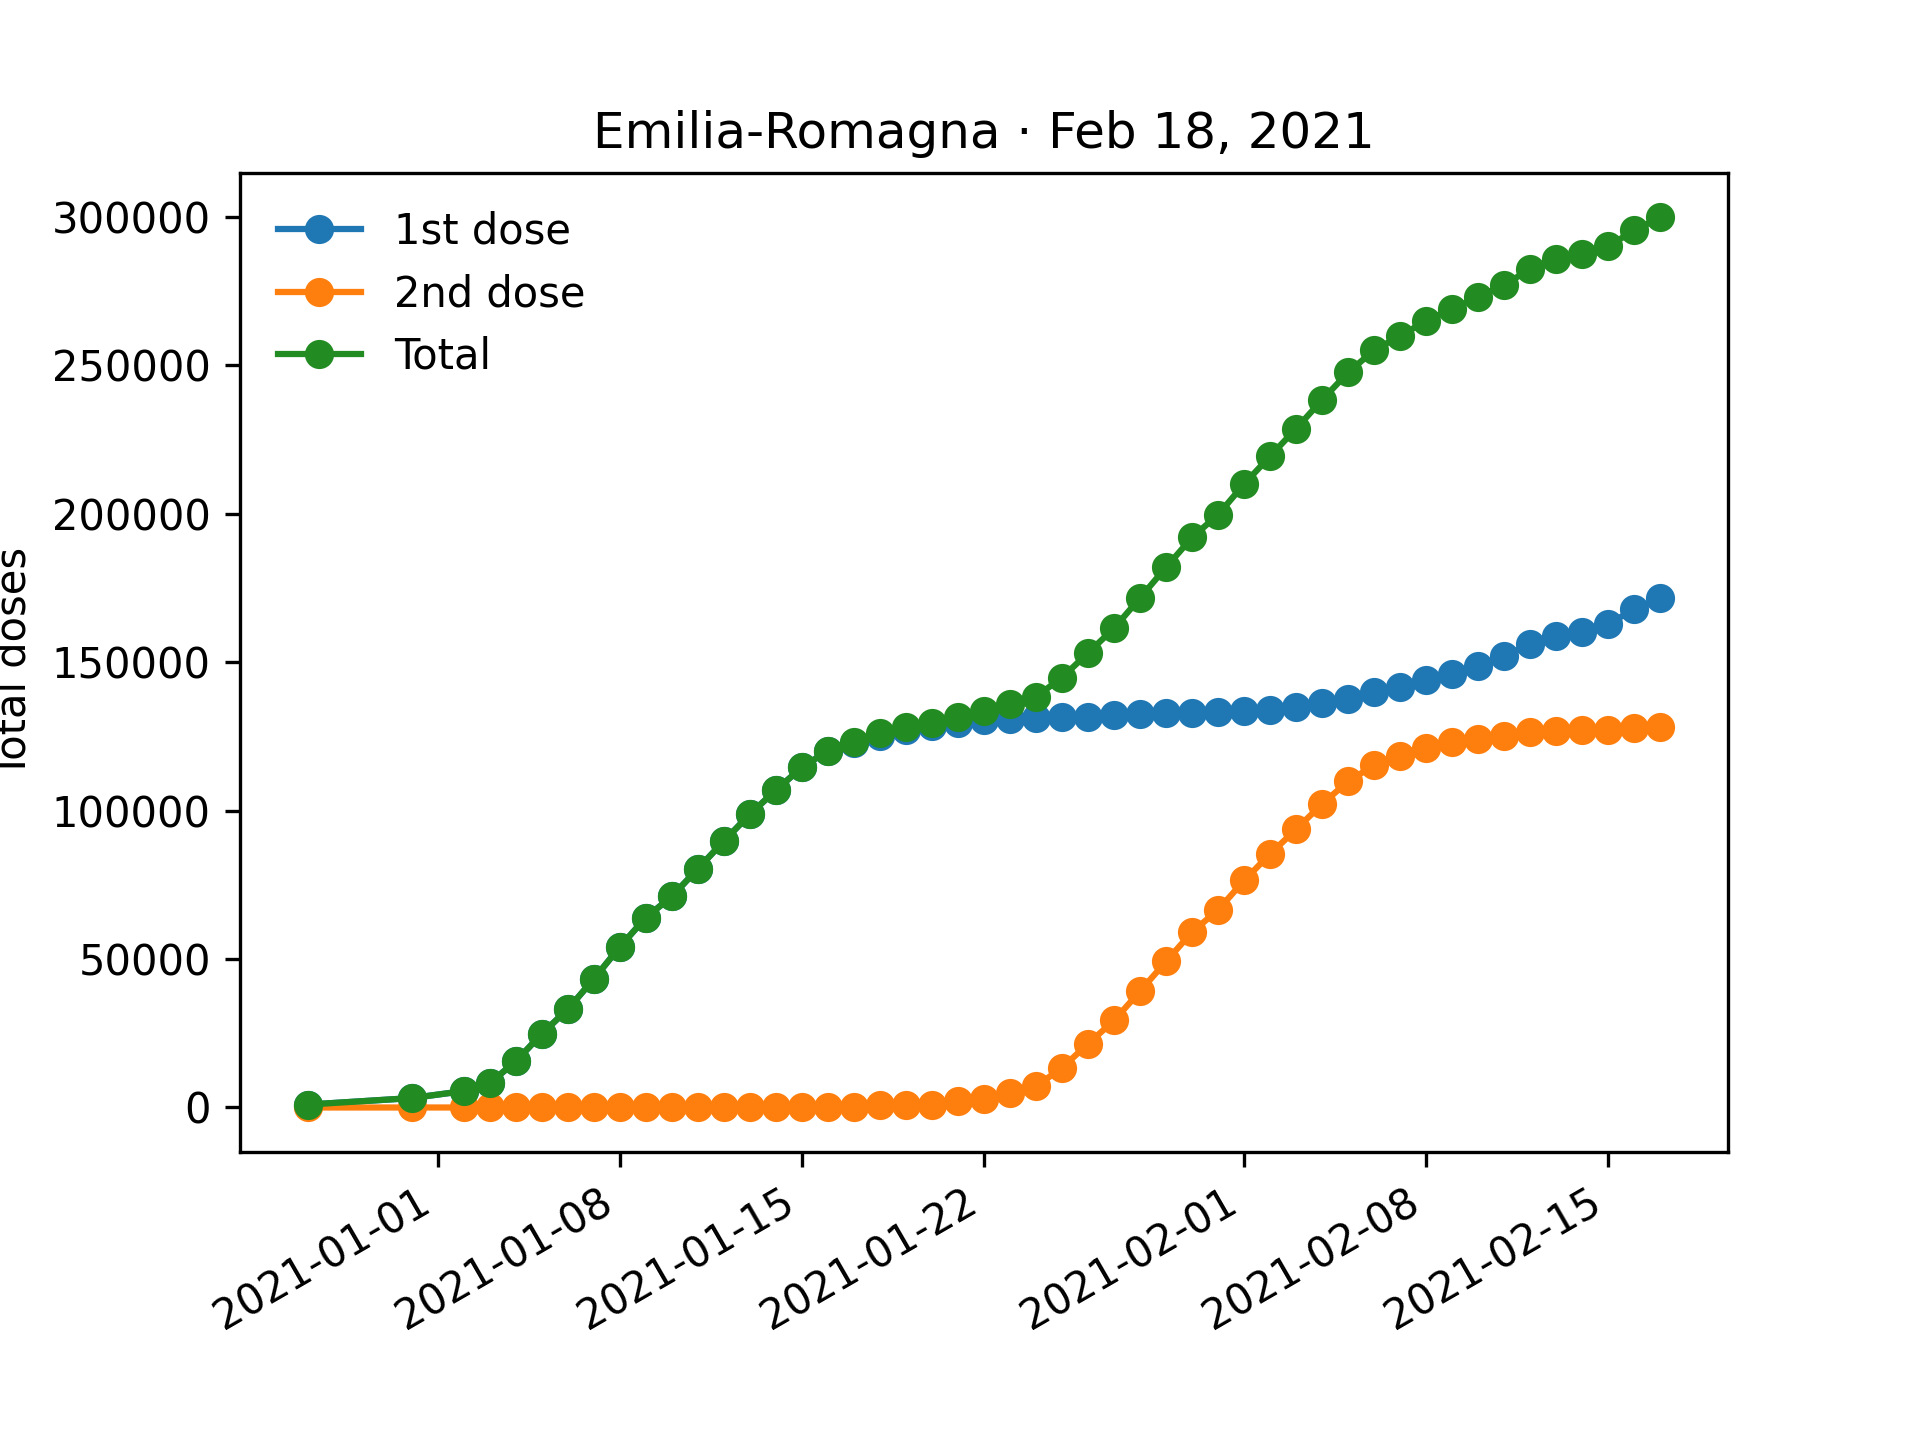 Emilia-Romagna · Feb 18, 2021
300000
250000
200000
150000
100000
50000
0
Total doses
1st dose
2nd dose
Total
2021-01-01
2021-01-08
2021-01-15
2021-01-22
2021-02-01
2021-02-08
2021-02-15